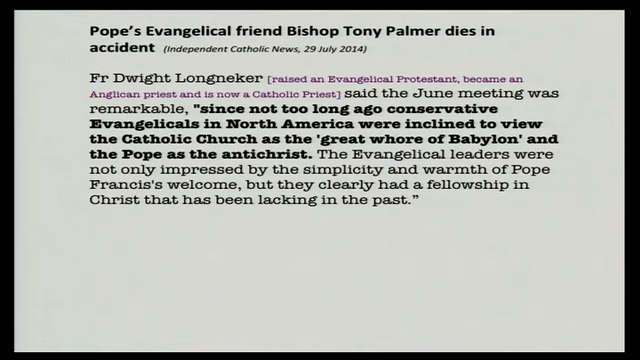 Pope’s Evangelical friend Bishop Tony Palmer dies in
accident (Independent Catholic News, 29 July 2014)
Fr Dwight Longneker [raised an Evangelical Protestant, became an
Anglican priest and is now a Catholic Priest] said the June meeting was
remarkable, "since not too long ago conservative
Evangelicals in North America were inclined to view
the Catholic Church as the 'great whore of Babylon' and
the Pope as the antichrist. The Evangelical leaders were
not only impressed by the simplicity and warmth of Pope
Francis's welcome, but they clearly had a fellowship in
Christ that has been lacking in the past.”